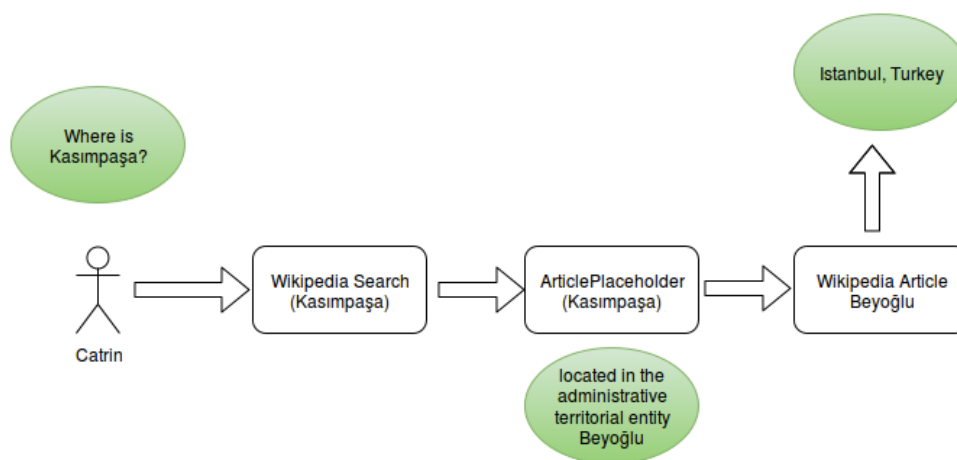 Istanbul, Turkey
Where is
Kasımpaşa?
Wikipedia Search
(Kasımpaşa)
ArticlePlaceholder
(Kasımpaşa)
Wikipedia Article
Beyoğlu
Catrin
located in the
administrative
territorial entity
Beyoğlu